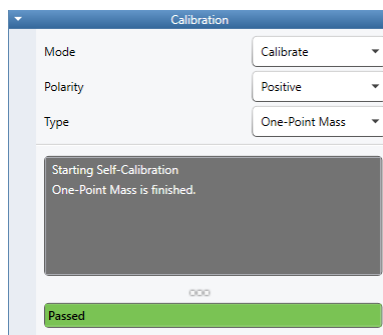 Calibration
Mode Calibrate
Polarity Positive
Type One-Point Mass
Starting Self-Calibration
One-Point Mass is finished.
Passed